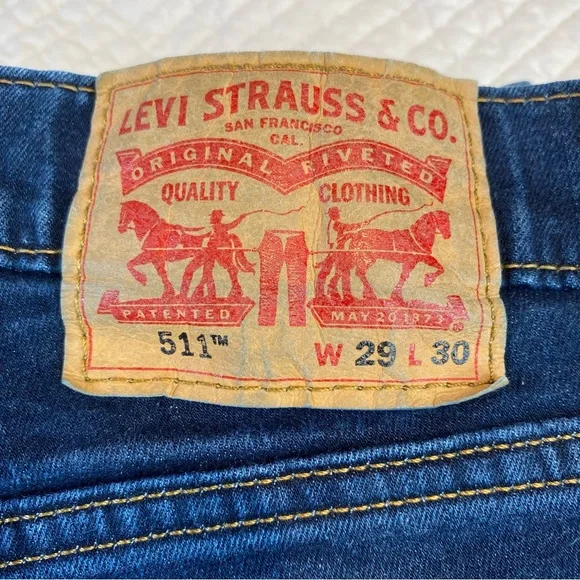 LEVI STRAUSS & CO.
SAN FRANCISCO
CAL.
ORIGINAL RIVETED
QUALITY CLOTHING
PATENTED MAY 20 1873 ®
511™ W 29 L 30